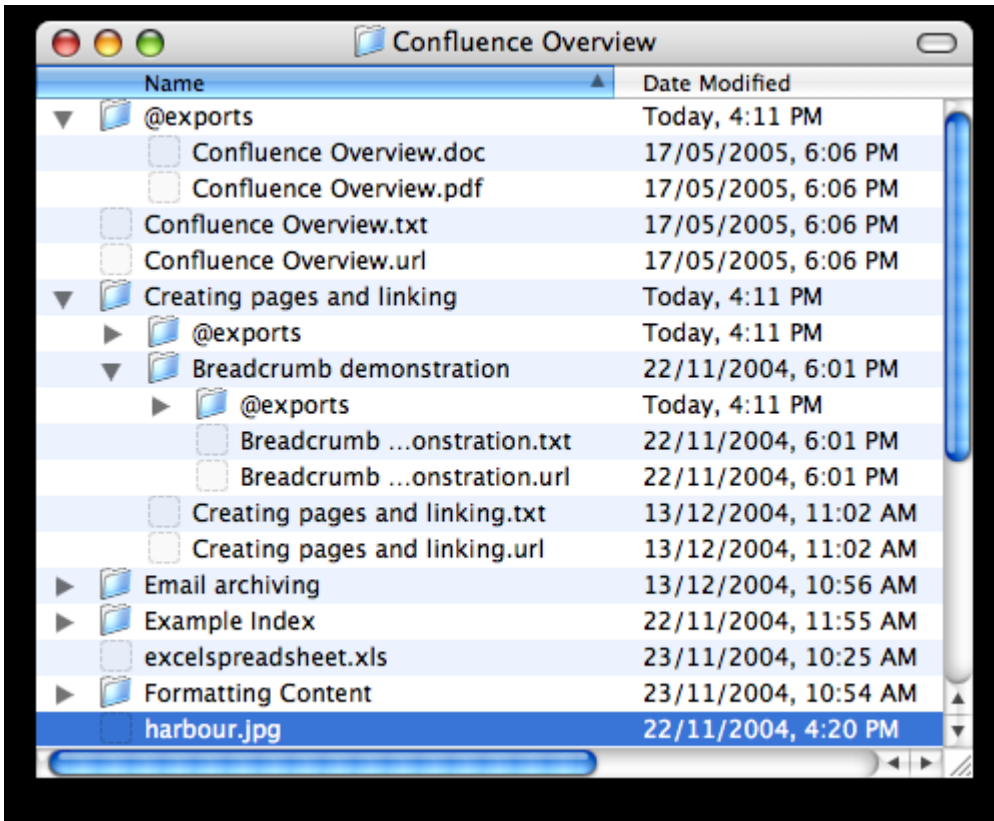 Confluence Overview
Name Date Modified
@exports Today, 4:11 PM
Confluence Overview.doc 17/05/2005, 6:06 PM
Confluence Overview.pdf 17/05/2005, 6:06 PM
Confluence Overview.txt 17/05/2005, 6:06 PM
Confluence Overview.url 17/05/2005, 6:06 PM
Creating pages and linking Today, 4:11 PM
@exports Today, 4:11 PM
Breadcrumb demonstration 22/11/2004, 6:01 PM
@exports Today, 4:11 PM
Breadcrumb ...onstration.txt 22/11/2004, 6:01 PM
Breadcrumb ...onstration.url 22/11/2004, 6:01 PM
Creating pages and linking.txt 13/12/2004, 11:02 AM
Creating pages and linking.url 13/12/2004, 11:02 AM
Email archiving 13/12/2004, 10:56 AM
Example Index 22/11/2004, 11:55 AM
excelspreadsheet.xls 23/11/2004, 10:25 AM
Formatting Content 23/11/2004, 10:54 AM
harbour.jpg 22/11/2004, 4:20 PM